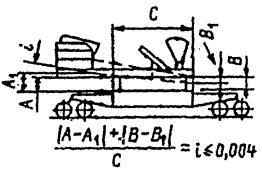 C
i
B₁
A₁
A
B
|A-A₁|+|B-B₁|
C
=i≤0,004